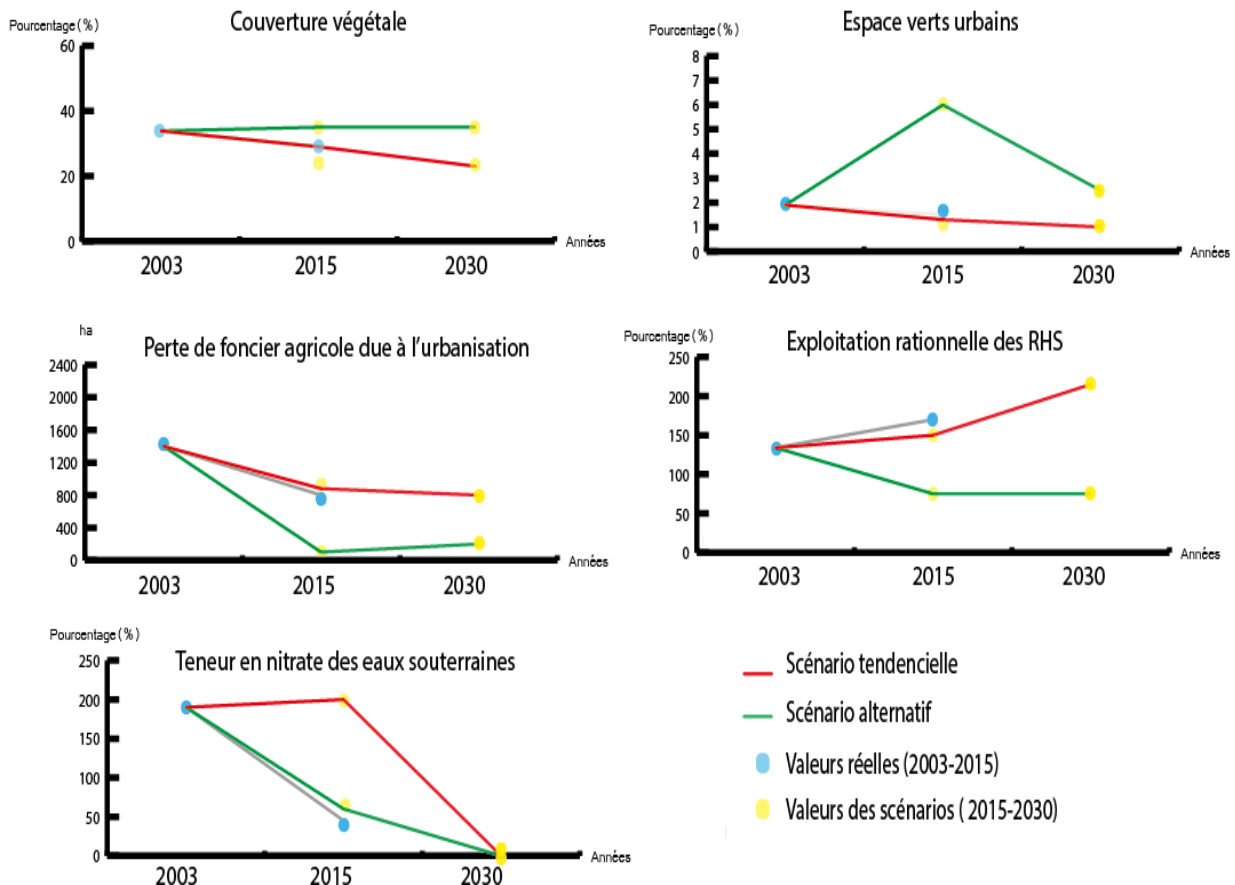 Couverture végétale
Pourcentage (%)
60
40
20
0
Années
2003 2015 2030
Espace verts urbains
Pourcentage (%)
8
7
6
5
4
3
2
1
0
Années
2003 2015 2030
Perte de foncier agricole due à l'urbanisation
ha
2400
2000
1600
1200
800
400
0
Années
2003 2015 2030
Exploitation rationnelle des RHS
Pourcentage (%)
250
200
150
100
50
0
Années
2003 2015 2030
Teneur en nitrate des eaux souterraines
Pourcentage (%)
250
200
150
100
50
0
Années
2003 2015 2030
Scénario tendencielle
Scénario alternatif
Valeurs réelles (2003-2015)
Valeurs des scénarios ( 2015-2030)